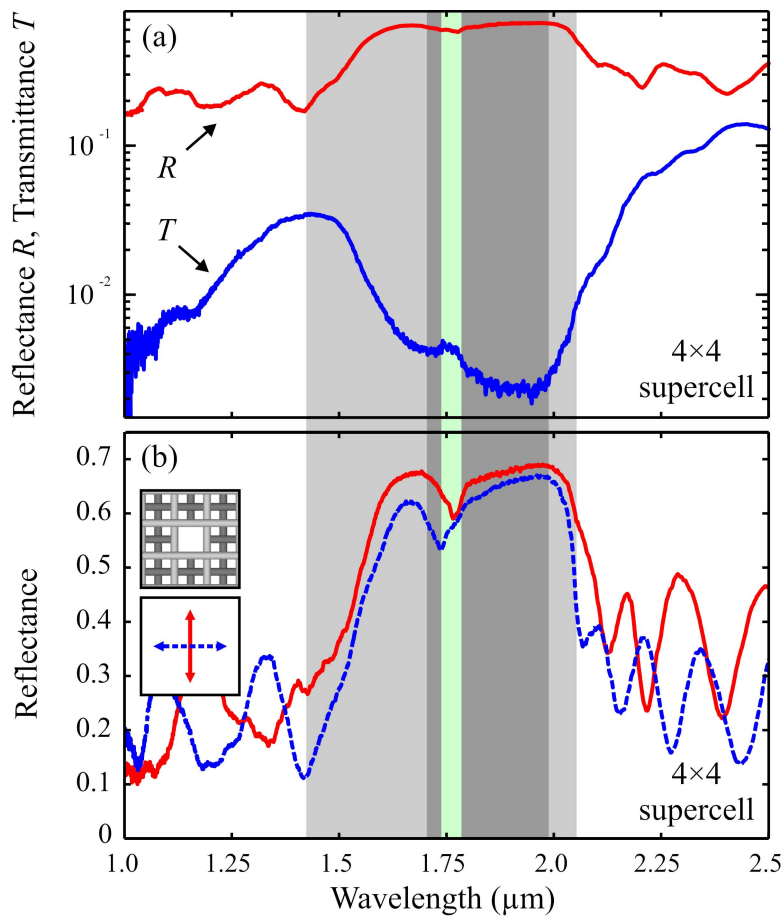 (a)
Reflectance R, Transmittance T
10⁻¹
10⁻²
R
T
4×4
supercell
(b)
Reflectance
0.7
0.6
0.5
0.4
0.3
0.2
0.1
0
4×4
supercell
1.0 1.25 1.5 1.75 2.0 2.25 2.5
Wavelength (µm)